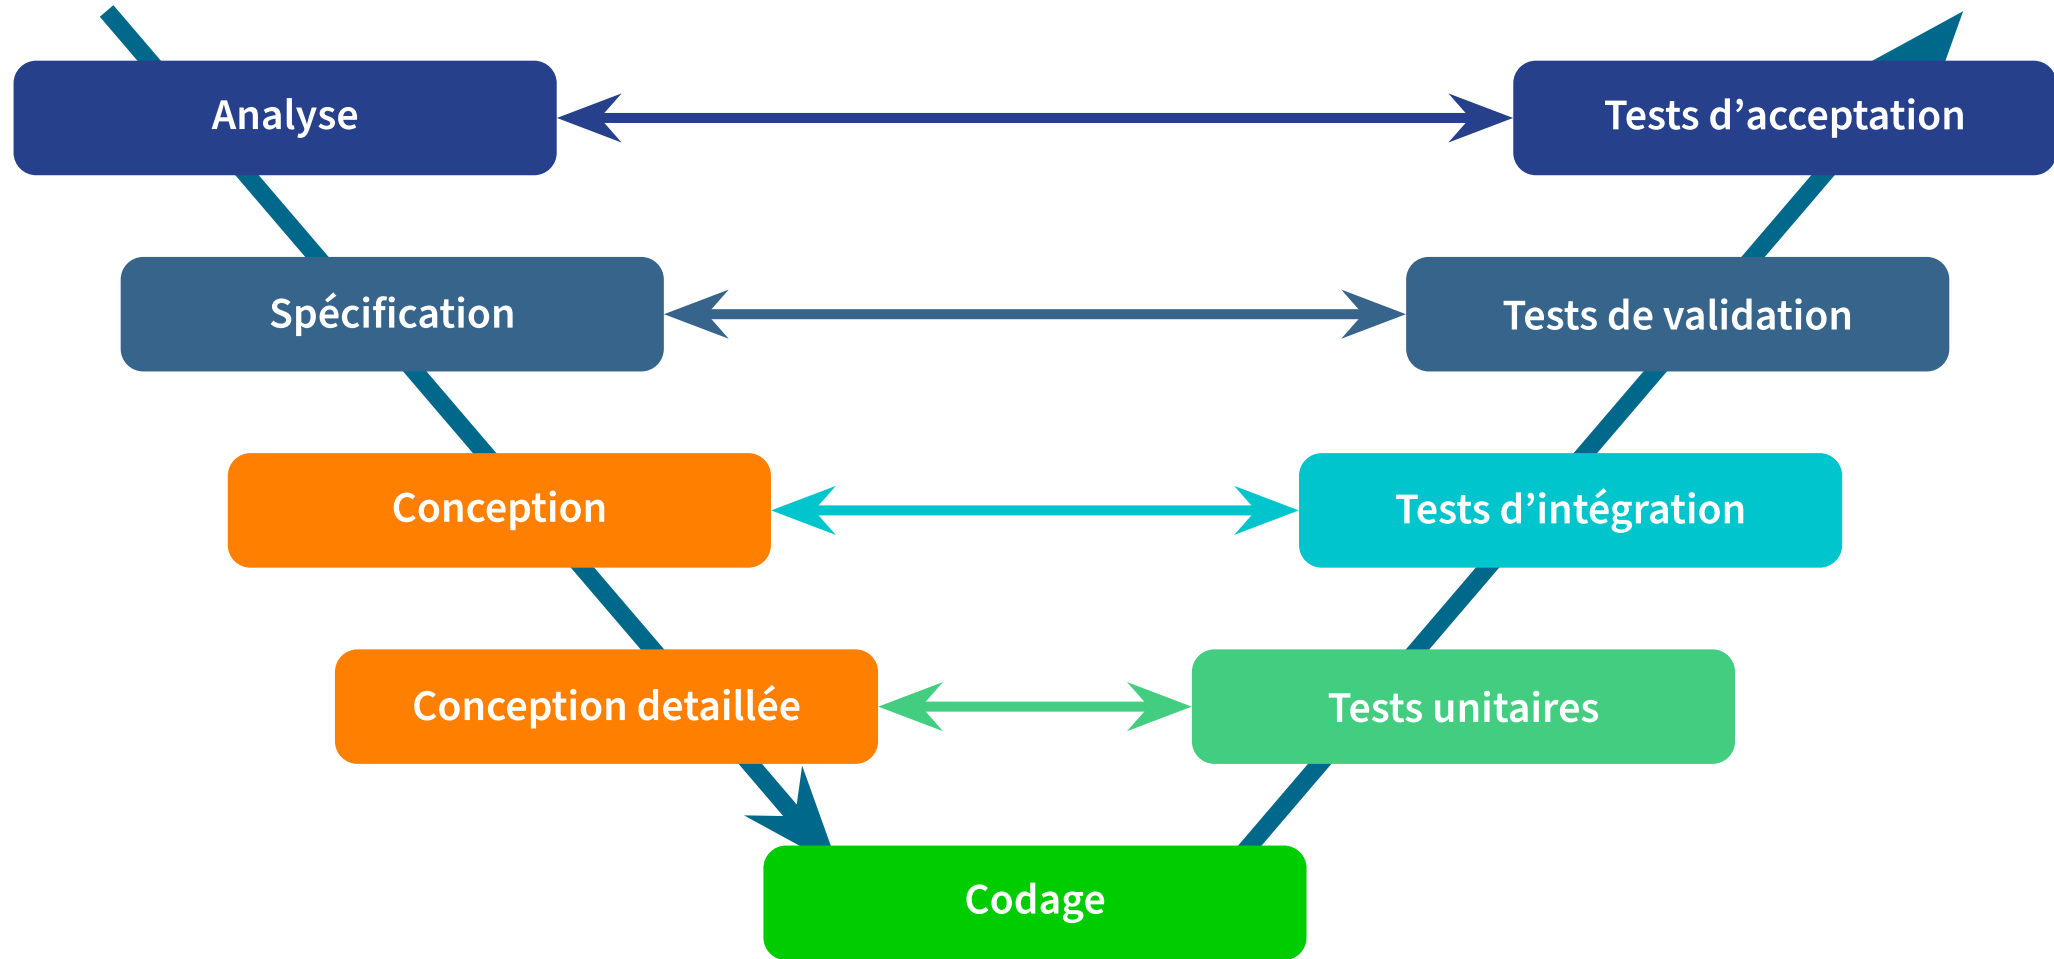 Analyse
Tests d’acceptation
Spécification
Tests de validation
Conception
Tests d’intégration
Conception detaillée
Tests unitaires
Codage